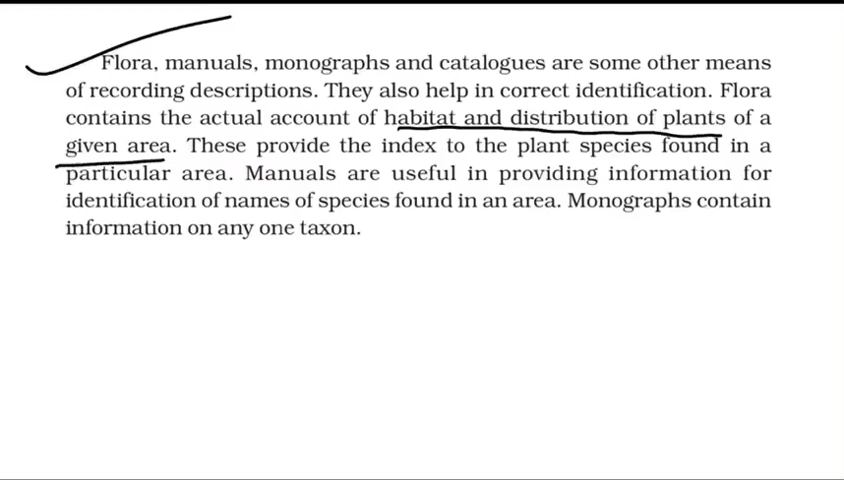 Flora, manuals, monographs and catalogues are some other means
of recording descriptions. They also help in correct identification. Flora
contains the actual account of habitat and distribution of plants of a
given area. These provide the index to the plant species found in a
particular area. Manuals are useful in providing information for
identification of names of species found in an area. Monographs contain
information on any one taxon.